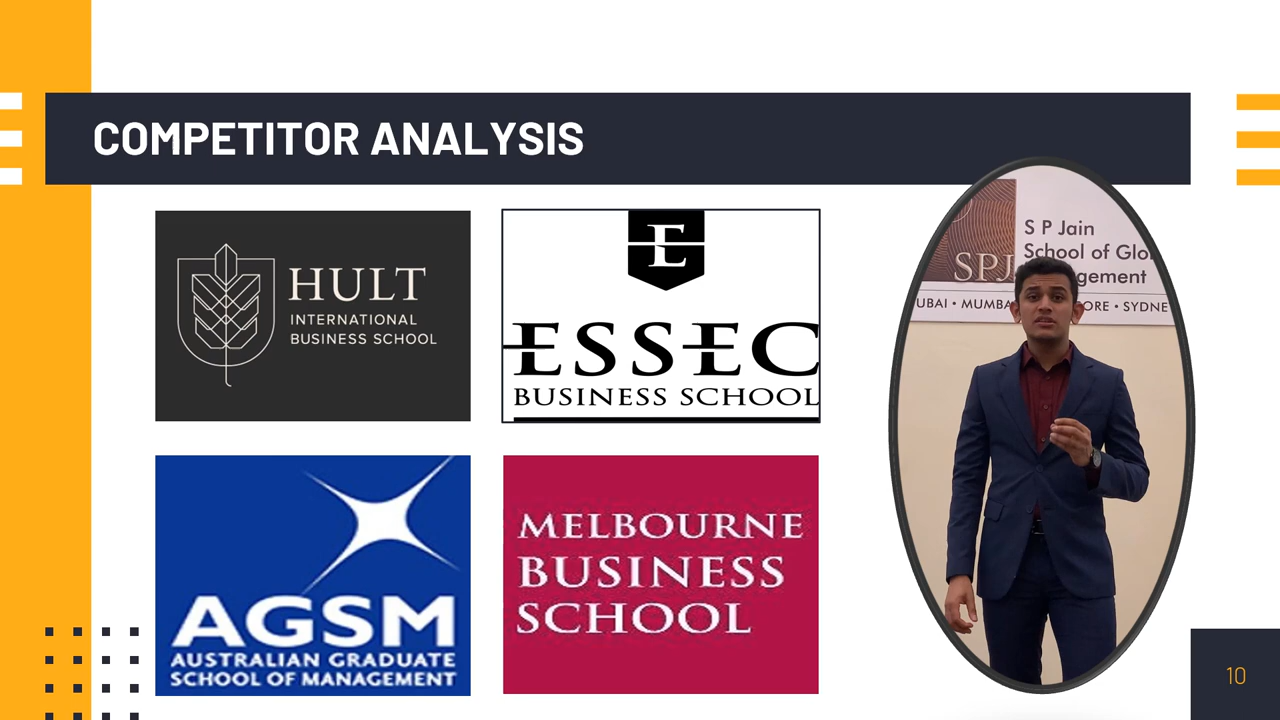 COMPETITOR ANALYSIS
HULT
INTERNATIONAL
BUSINESS SCHOOL
E
ESSEC
BUSINESS SCHOOL
AGSM
AUSTRALIAN GRADUATE
SCHOOL OF MANAGEMENT
MELBOURNE
BUSINESS
SCHOOL
SPJ
S P Jain
School of Glo
gement
UBAI • MUMBA ORE • SYDNE
10